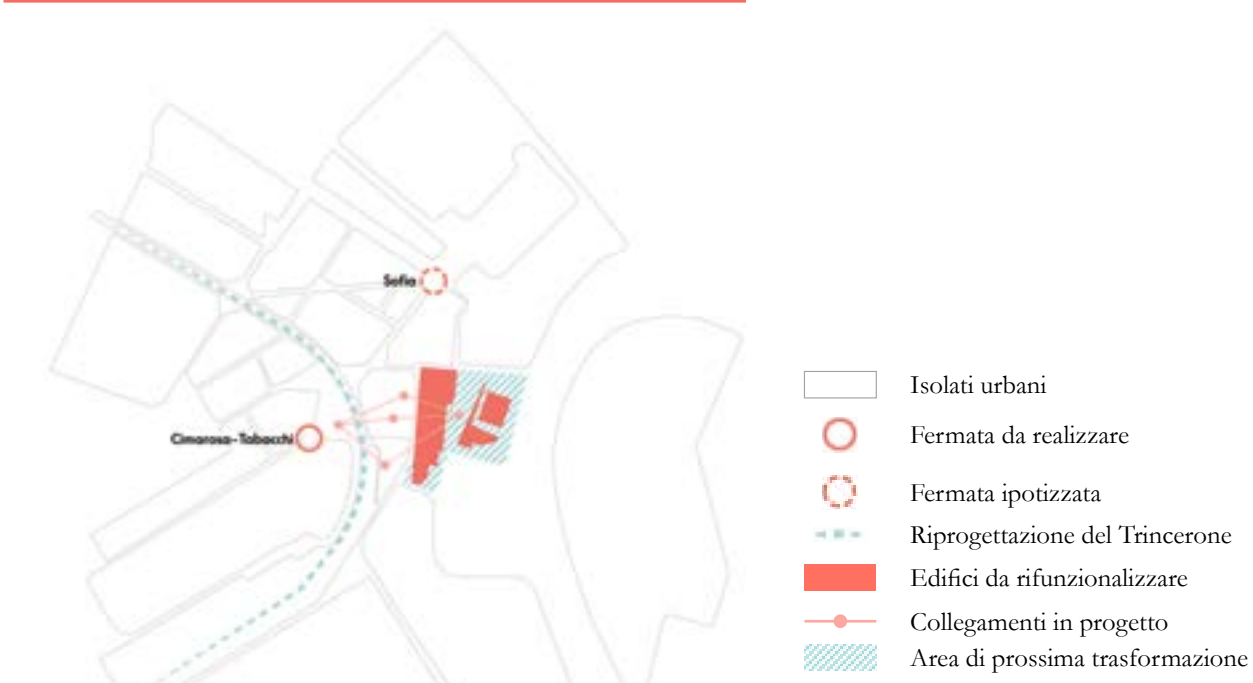 Sofia
Cimarosa-Tabacchi
Isolati urbani
Fermata da realizzare
Fermata ipotizzata
Riprogettazione del Trincerone
Edifici da rifunzionalizzare
Collegamenti in progetto
Area di prossima trasformazione